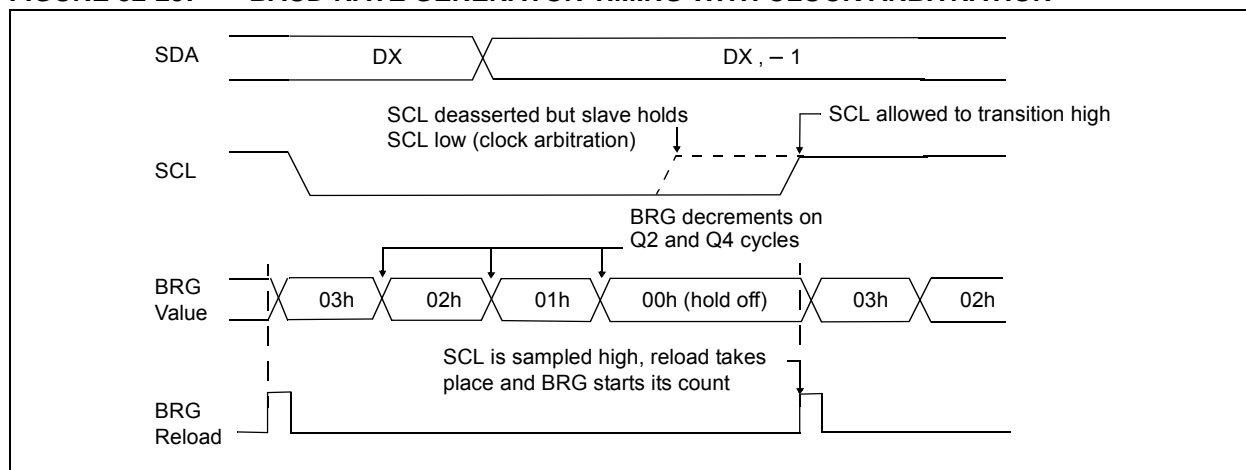 SDA
DX
DX , – 1
SCL deasserted but slave holds
SCL low (clock arbitration)
SCL allowed to transition high
SCL
BRG decrements on
Q2 and Q4 cycles
BRG
Value
03h
02h
01h
00h (hold off)
03h
02h
SCL is sampled high, reload takes
place and BRG starts its count
BRG
Reload